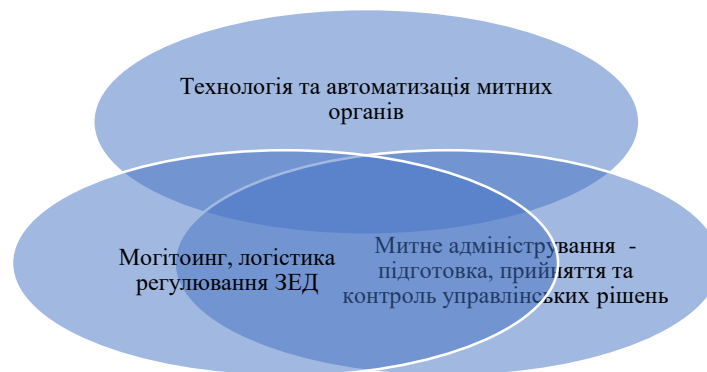 Технологія та автоматизація митних
органів
Могітоинг, логістика
регулювання ЗЕД
Митне адміністрування -
підготовка, прийняття та
контроль управлінських рішень